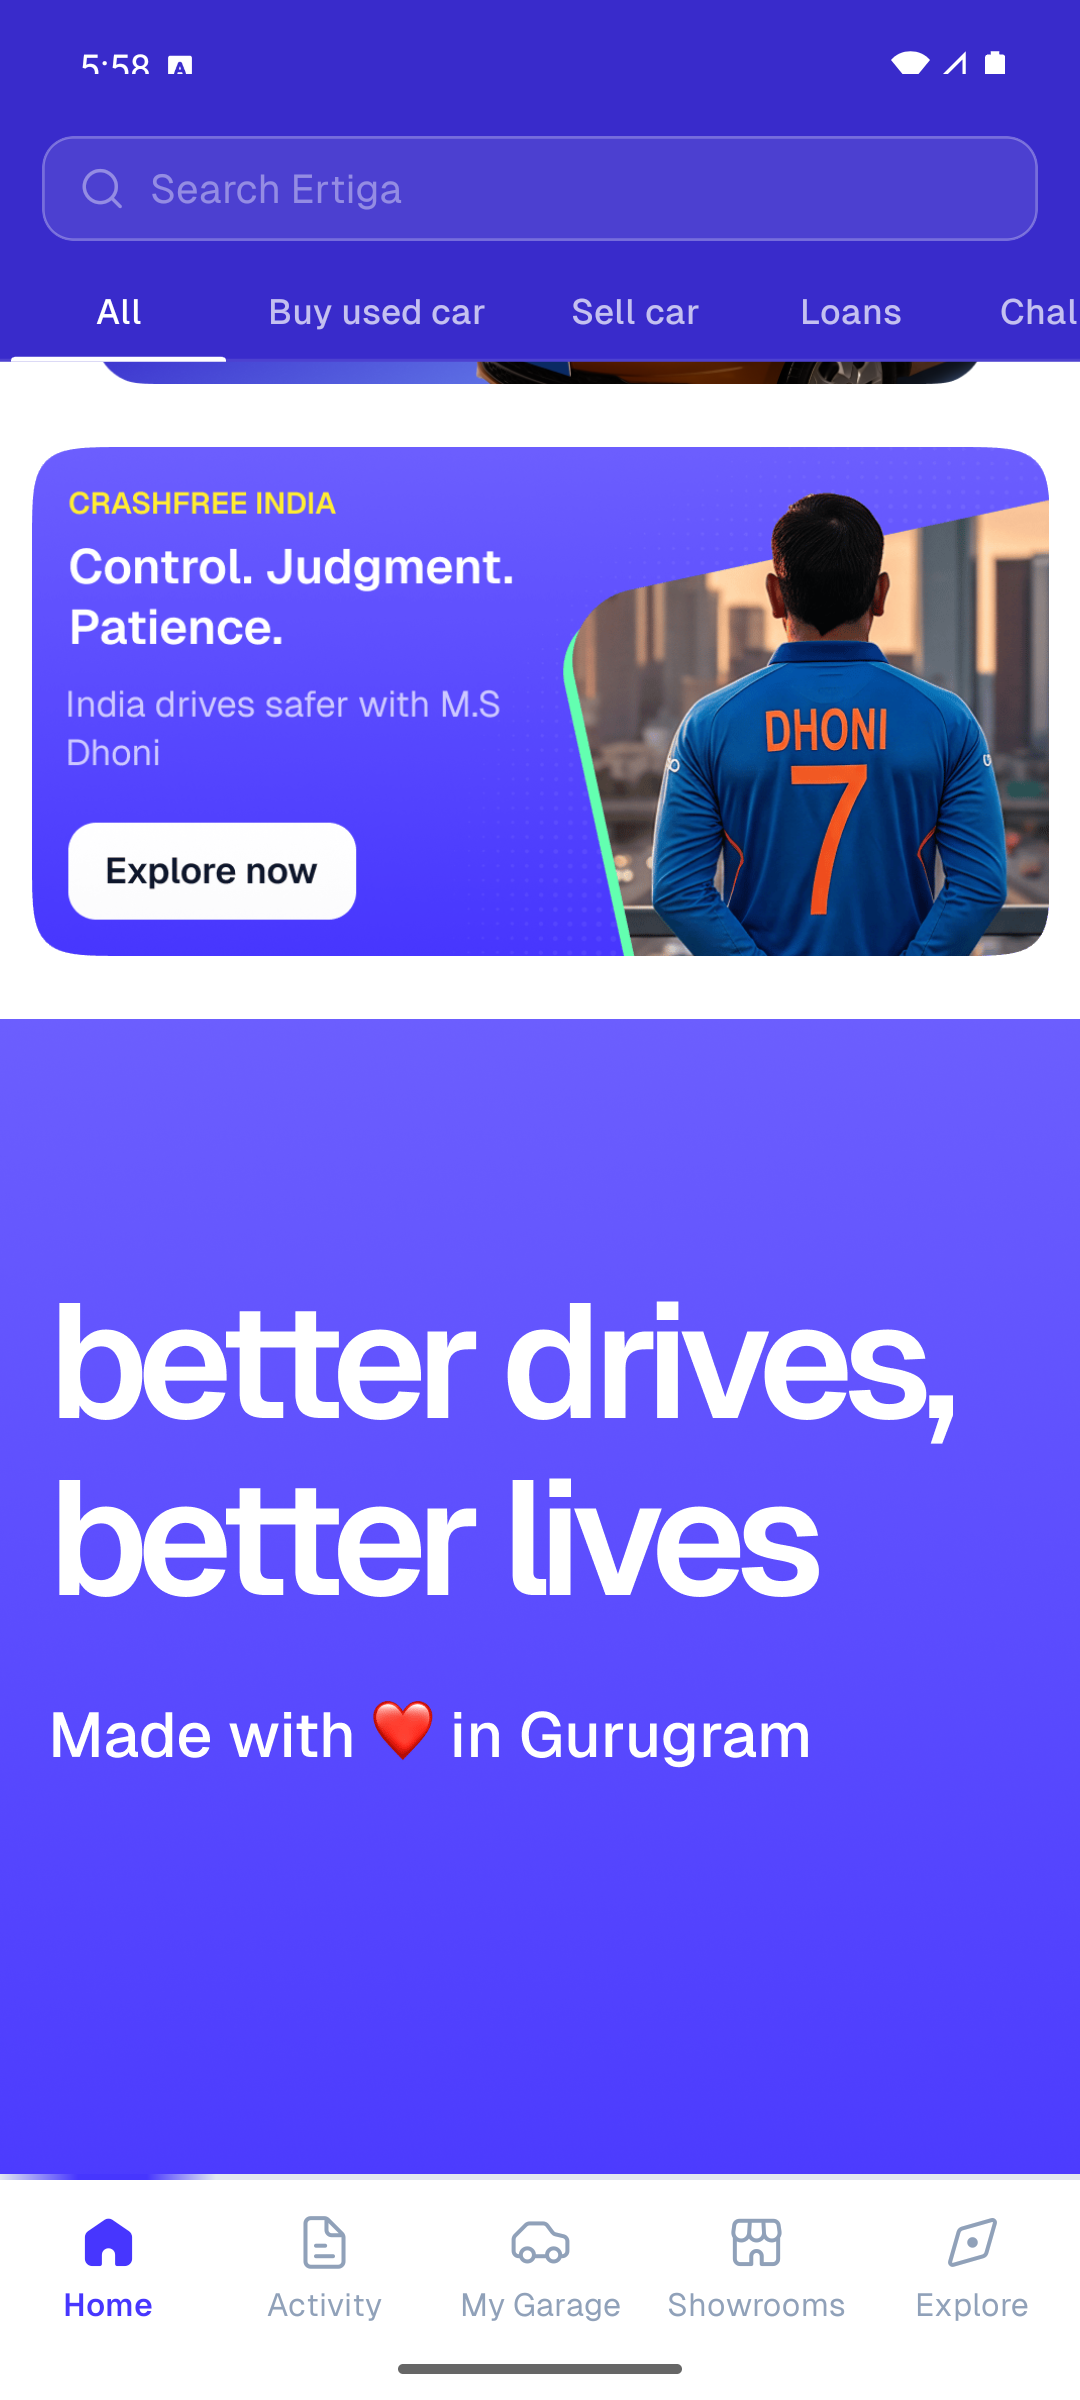 5:58
Search Ertiga
All Buy used car Sell car Loans Chal
CRASHFREE INDIA
Control. Judgment.
Patience.
India drives safer with M.S
Dhoni
Explore now
DHONI
7
better drives,
better lives
Made with ❤️ in Gurugram
Home Activity My Garage Showrooms Explore